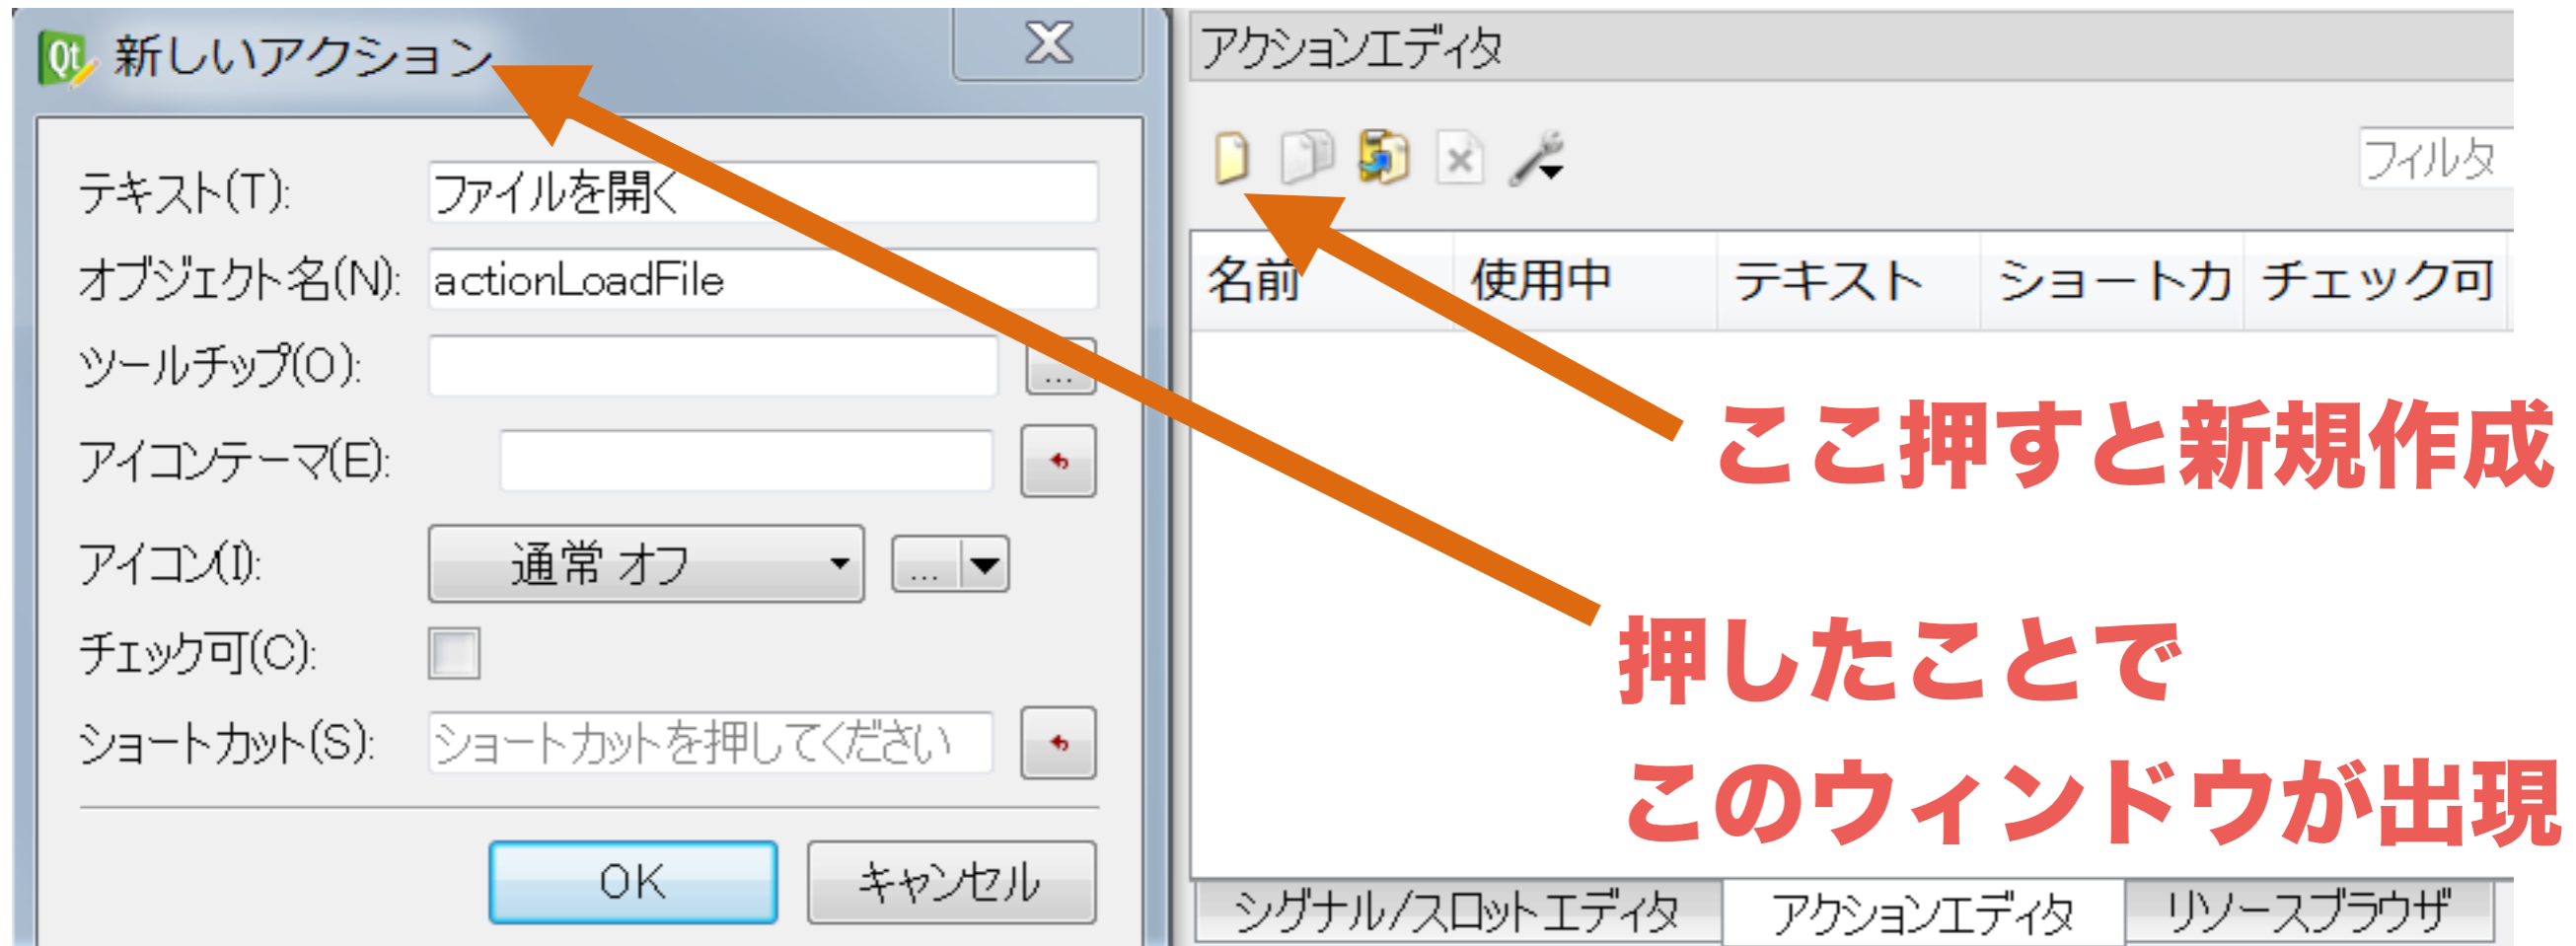 新しいアクション
テキスト(T):
ファイルを開く
オブジェクト名(N):
actionLoadFile
ツールチップ(O):
...
アイコンテーマ(E):
アイコン(I):
通常 オフ
...
チェック可(C):
ショートカット(S):
ショートカットを押してください
OK
キャンセル
アクションエディタ
フィルタ
名前 使用中 テキスト ショートカ チェック可
ここ押すと新規作成
押したことで
このウィンドウが出現
シグナル/スロットエディタ アクションエディタ リソースブラウザ
Qt